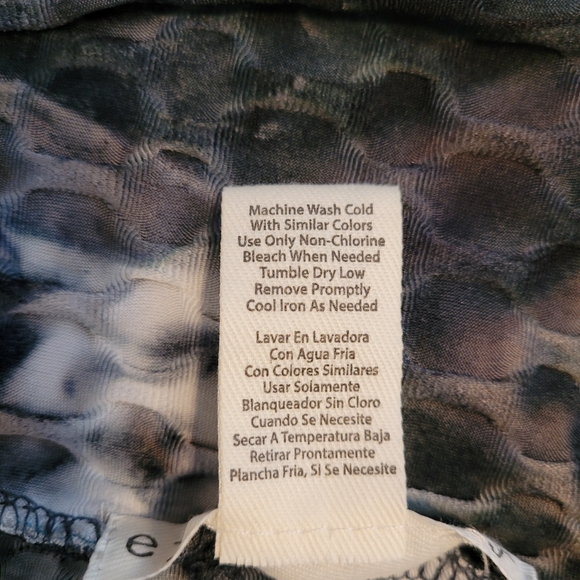 Machine Wash Cold
With Similar Colors
Use Only Non-Chlorine
Bleach When Needed
Tumble Dry Low
Remove Promptly
Cool Iron As Needed
Lavar En Lavadora
Con Agua Fria
Con Colores Similares
Usar Solamente
Blanqueador Sin Cloro
Cuando Se Necesite
Secar A Temperatura Baja
Retirar Prontamente
Plancha Fria, Si Se Necesite